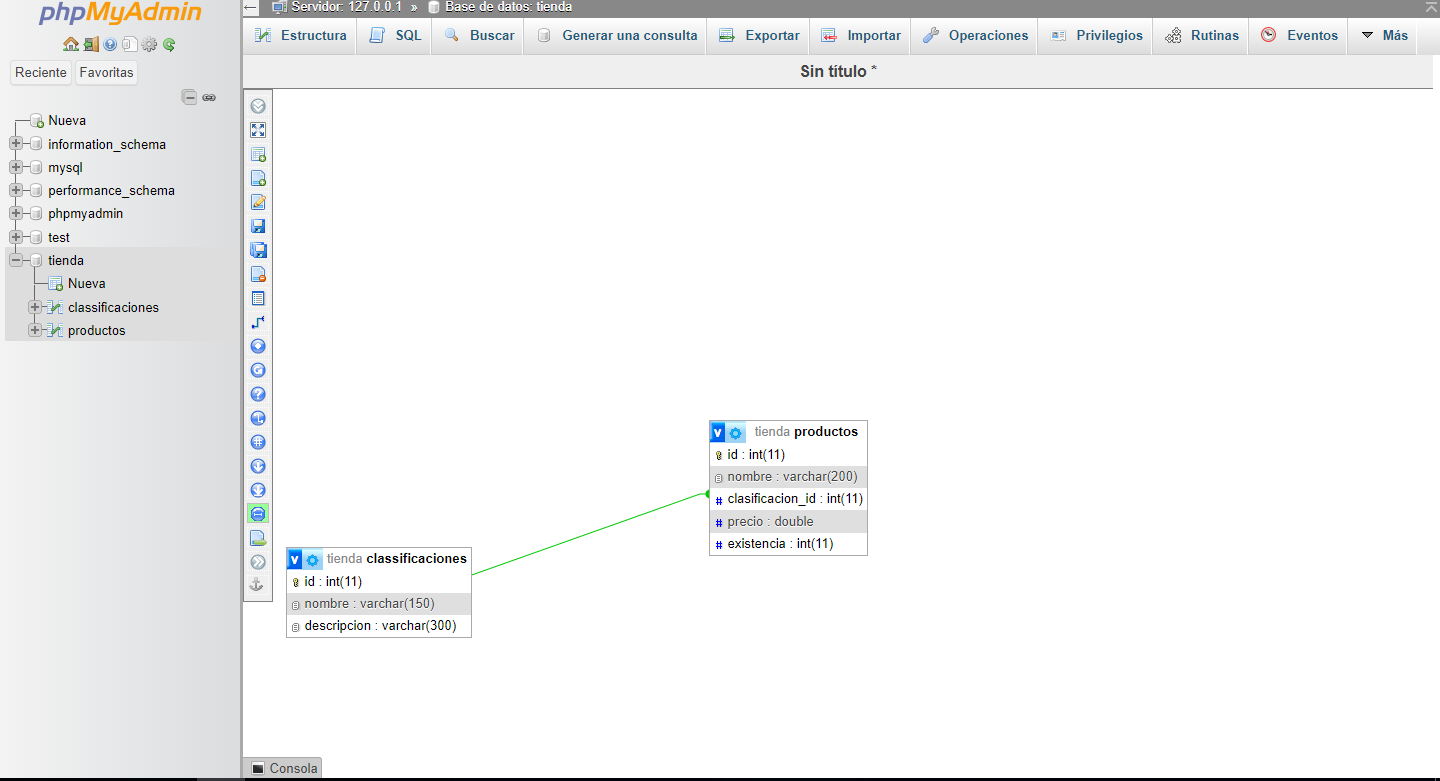 phpMyAdmin
Reciente Favoritas
Nueva
information_schema
mysql
performance_schema
phpmyadmin
test
tienda
Nueva
classificaciones
productos
Servidor: 127.0.0.1 » Base de datos: tienda
Estructura SQL Buscar Generar una consulta Exportar Importar Operaciones Privilegios Rutinas Eventos Más
Sin título *
v tienda productos
id : int(11)
nombre : varchar(200)
# clasificacion_id : int(11)
# precio : double
# existencia : int(11)
v tienda classificaciones
id : int(11)
nombre : varchar(150)
descripcion : varchar(300)
Consola